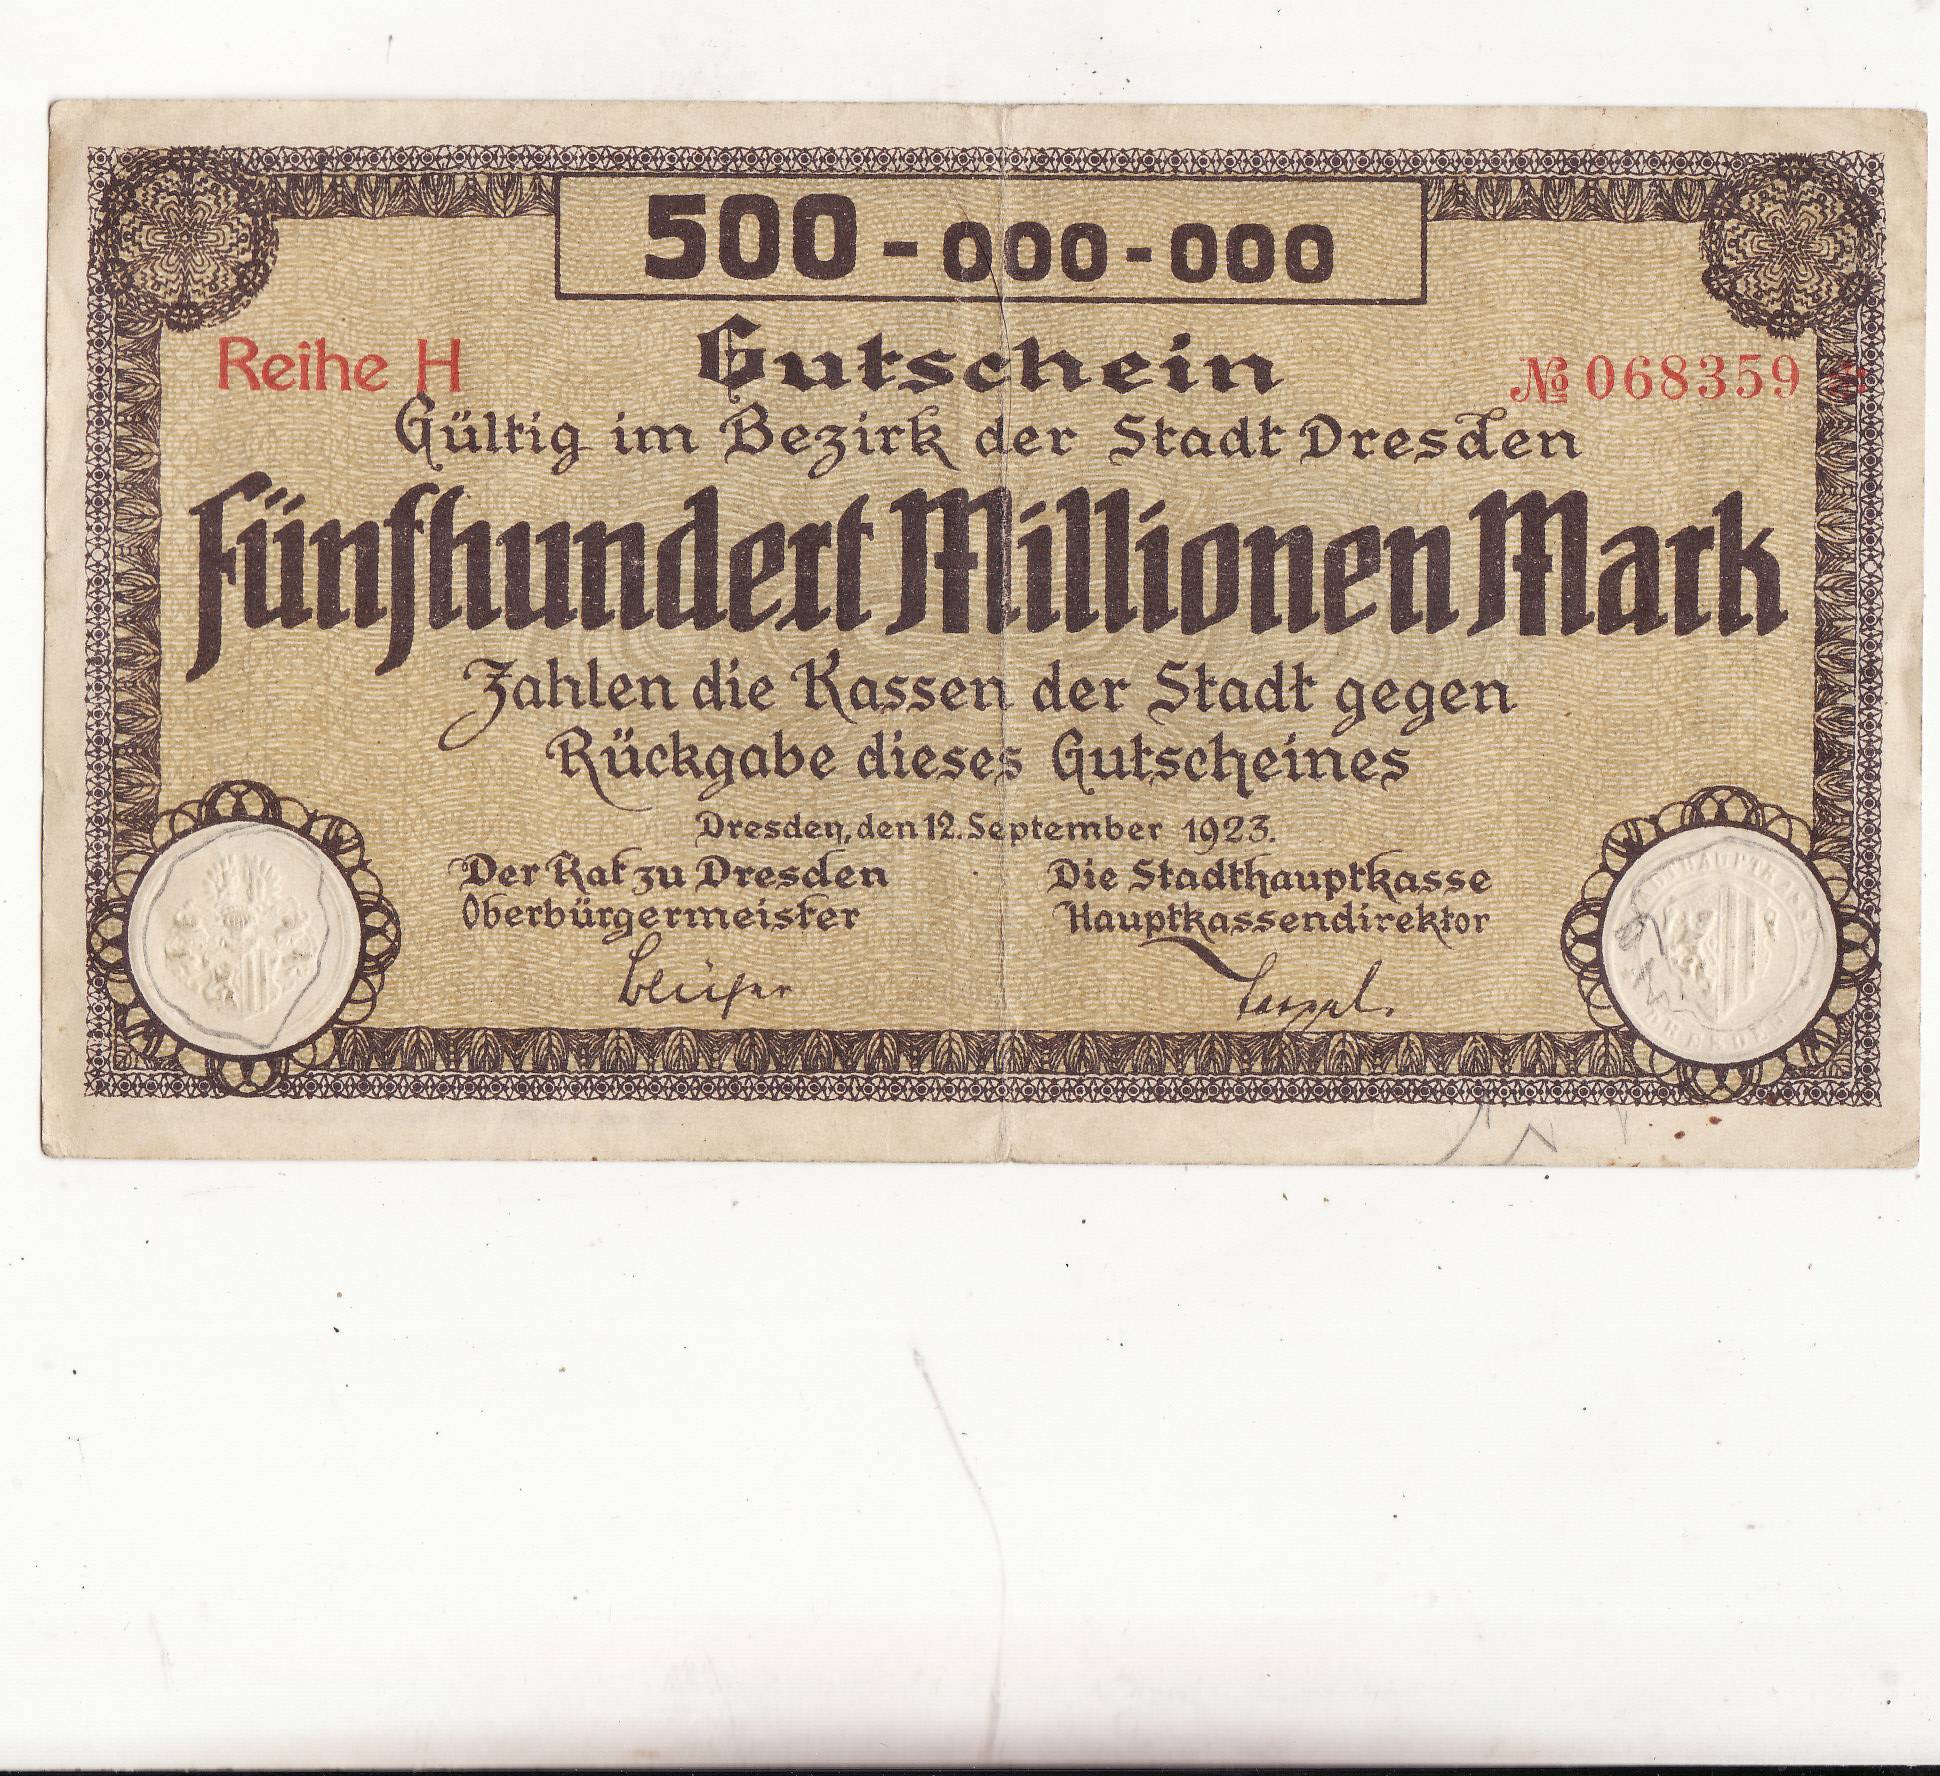 500-000-000
Reihe H
Gutschein
№ 068359
Gültig im Bezirk der Stadt Dresden
Fünfhundert Millionen Mark
Zahlen die Kassen der Stadt gegen
Rückgabe dieses Gutscheines
Dresden, den 12. September 1923.
Der Rat zu Dresden
Oberbürgermeister
Die Stadthauptkasse
Hauptkassendirektor
STADTHAUPTKASSE
DRESDEN